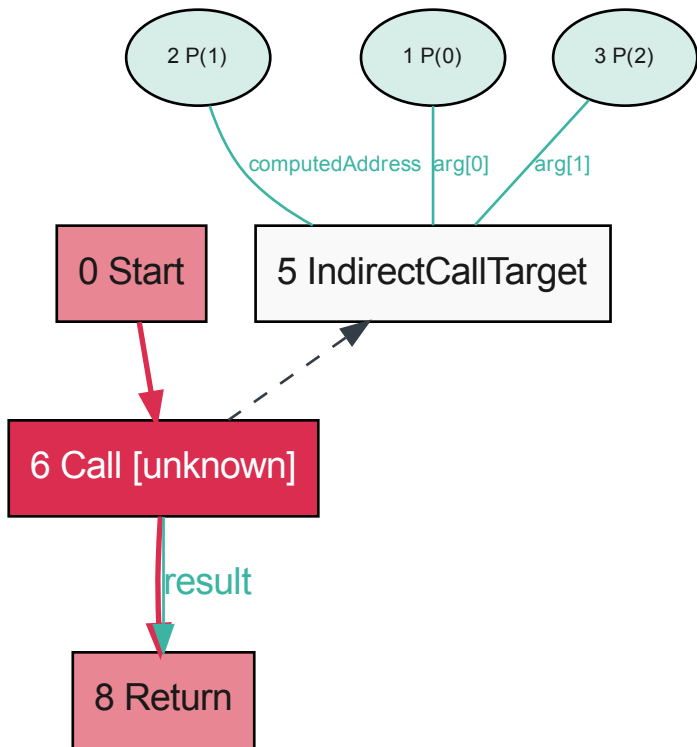 2 P(1)
1 P(0)
3 P(2)
computedAddress
arg[0]
arg[1]
0 Start
5 IndirectCallTarget
6 Call [unknown]
result
8 Return